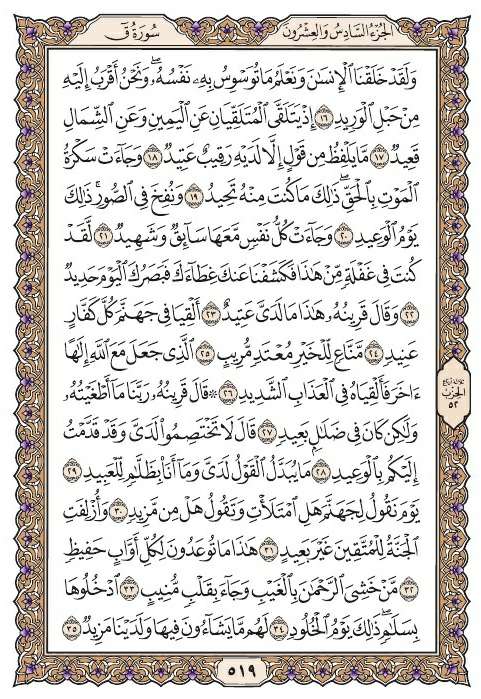 الجزء السادس والعشرون
سورة ق
وَلَقَدْ خَلَقْنَا ٱلْإِنسَٰنَ وَنَعْلَمُ مَا تُوَسْوِسُ بِهِۦ نَفْسُهُۥۖ وَنَحْنُ أَقْرَبُ إِلَيْهِ
مِنْ حَبْلِ ٱلْوَرِيدِ ١٦ إِذْ يَتَلَقَّى ٱلْمُتَلَقِّيَانِ عَنِ ٱلْيَمِينِ وَعَنِ ٱلشِّمَالِ
قَعِيدٌ ١٧ مَّا يَلْفِظُ مِن قَوْلٍ إِلَّا لَدَيْهِ رَقِيبٌ عَتِيدٌ ١٨ وَجَآءَتْ سَكْرَةُ
ٱلْمَوْتِ بِٱلْحَقِّۖ ذَٰلِكَ مَا كُنتَ مِنْهُ تَحِيدُ ١٩ وَنُفِخَ فِي ٱلصُّورِۚ ذَٰلِكَ
يَوْمُ ٱلْوَعِيدِ ٢٠ وَجَآءَتْ كُلُّ نَفْسٍ مَّعَهَا سَآئِقٌ وَشَهِيدٌ ٢١ لَّقَدْ
كُنتَ فِي غَفْلَةٍ مِّنْ هَٰذَا فَكَشَفْنَا عَنكَ غِطَآءَكَ فَبَصَرُكَ ٱلْيَوْمَ حَدِيدٌ
٢٢ وَقَالَ قَرِينُهُۥ هَٰذَا مَا لَدَيَّ عَتِيدٌ ٢٣ أَلْقِيَا فِي جَهَنَّمَ كُلَّ كَفَّارٍ
عَنِيدٍ ٢٤ مَّنَّاعٍ لِّلْخَيْرِ مُعْتَدٍ مُّرِيبٍ ٢٥ ٱلَّذِي جَعَلَ مَعَ ٱللَّهِ إِلَٰهًا
ءَاخَرَ فَأَلْقِيَاهُ فِي ٱلْعَذَابِ ٱلشَّدِيدِ ٢٦ ۞ قَالَ قَرِينُهُۥ رَبَّنَا مَآ أَطْغَيْتُهُۥ
وَلَٰكِن كَانَ فِي ضَلَٰلٍۭ بَعِيدٍ ٢٧ قَالَ لَا تَخْتَصِمُواْ لَدَيَّ وَقَدْ قَدَّمْتُ
إِلَيْكُم بِٱلْوَعِيدِ ٢٨ مَا يُبَدَّلُ ٱلْقَوْلُ لَدَيَّ وَمَآ أَنَا۠ بِظَلَّٰمٍ لِّلْعَبِيدِ ٢٩
يَوْمَ نَقُولُ لِجَهَنَّمَ هَلِ ٱمْتَلَأْتِ وَتَقُولُ هَلْ مِن مَّزِيدٍ ٣٠ وَأُزْلِفَتِ
ٱلْجَنَّةُ لِلْمُتَّقِينَ غَيْرَ بَعِيدٍ ٣١ هَٰذَا مَا تُوعَدُونَ لِكُلِّ أَوَّابٍ حَفِيظٍ
٣٢ مَّنْ خَشِيَ ٱلرَّحْمَٰنَ بِٱلْغَيْبِ وَجَآءَ بِقَلْبٍ مُّنِيبٍ ٣٣ ٱدْخُلُوهَا
بِسَلَٰمٍۖ ذَٰلِكَ يَوْمُ ٱلْخُلُودِ ٣٤ لَهُم مَّا يَشَآءُونَ فِيهَا وَلَدَيْنَا مَزِيدٌ ٣٥
ثلاثة أرباع
الحزب
٥٢
٥١٩